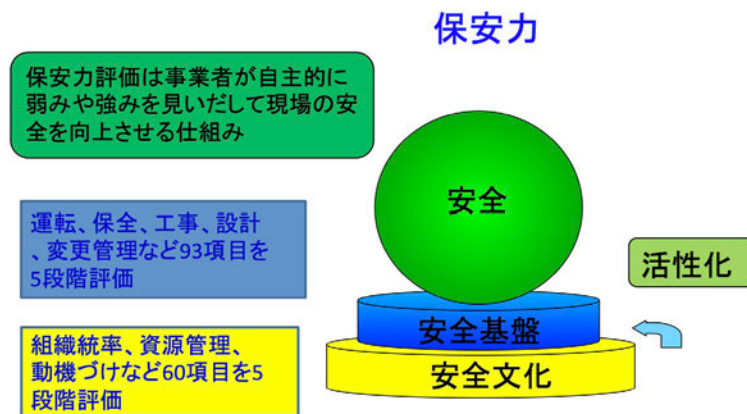 保安力
保安力評価は事業者が自主的に
弱みや強みを見いだして現場の安
全を向上させる仕組み
安全
運転、保全、工事、設計
、変更管理など93項目を
5段階評価
活性化
安全基盤
組織統率、資源管理、
動機づけなど60項目を5
段階評価
安全文化